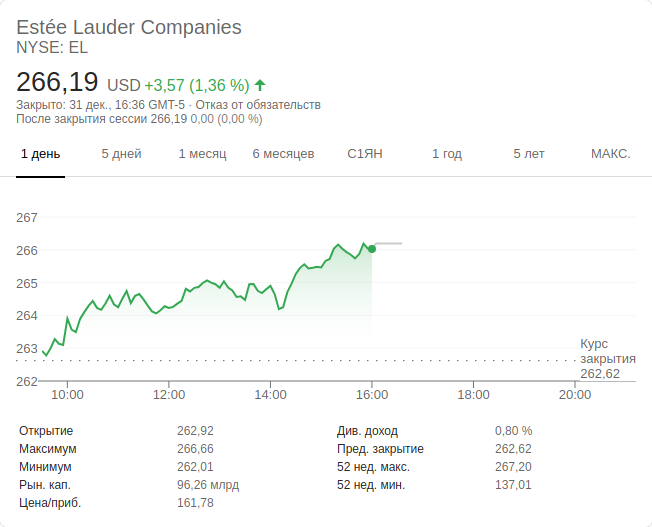 Estée Lauder Companies
NYSE: EL
266,19 USD +3,57 (1,36 %)
Закрыто: 31 дек., 16:36 GMT-5 · Отказ от обязательств
После закрытия сессии 266,19 0,00 (0,00 %)
1 день 5 дней 1 месяц 6 месяцев С1ЯН 1 год 5 лет МАКС.
267
266
265
264
263
262
Курс
закрытия
262,62
10:00 12:00 14:00 16:00 18:00 20:00
Открытие 262,92 Див. доход 0,80 %
Максимум 266,66 Пред. закрытие 262,62
Минимум 262,01 52 нед. макс. 267,20
Рын. кап. 96,26 млрд 52 нед. мин. 137,01
Цена/приб. 161,78